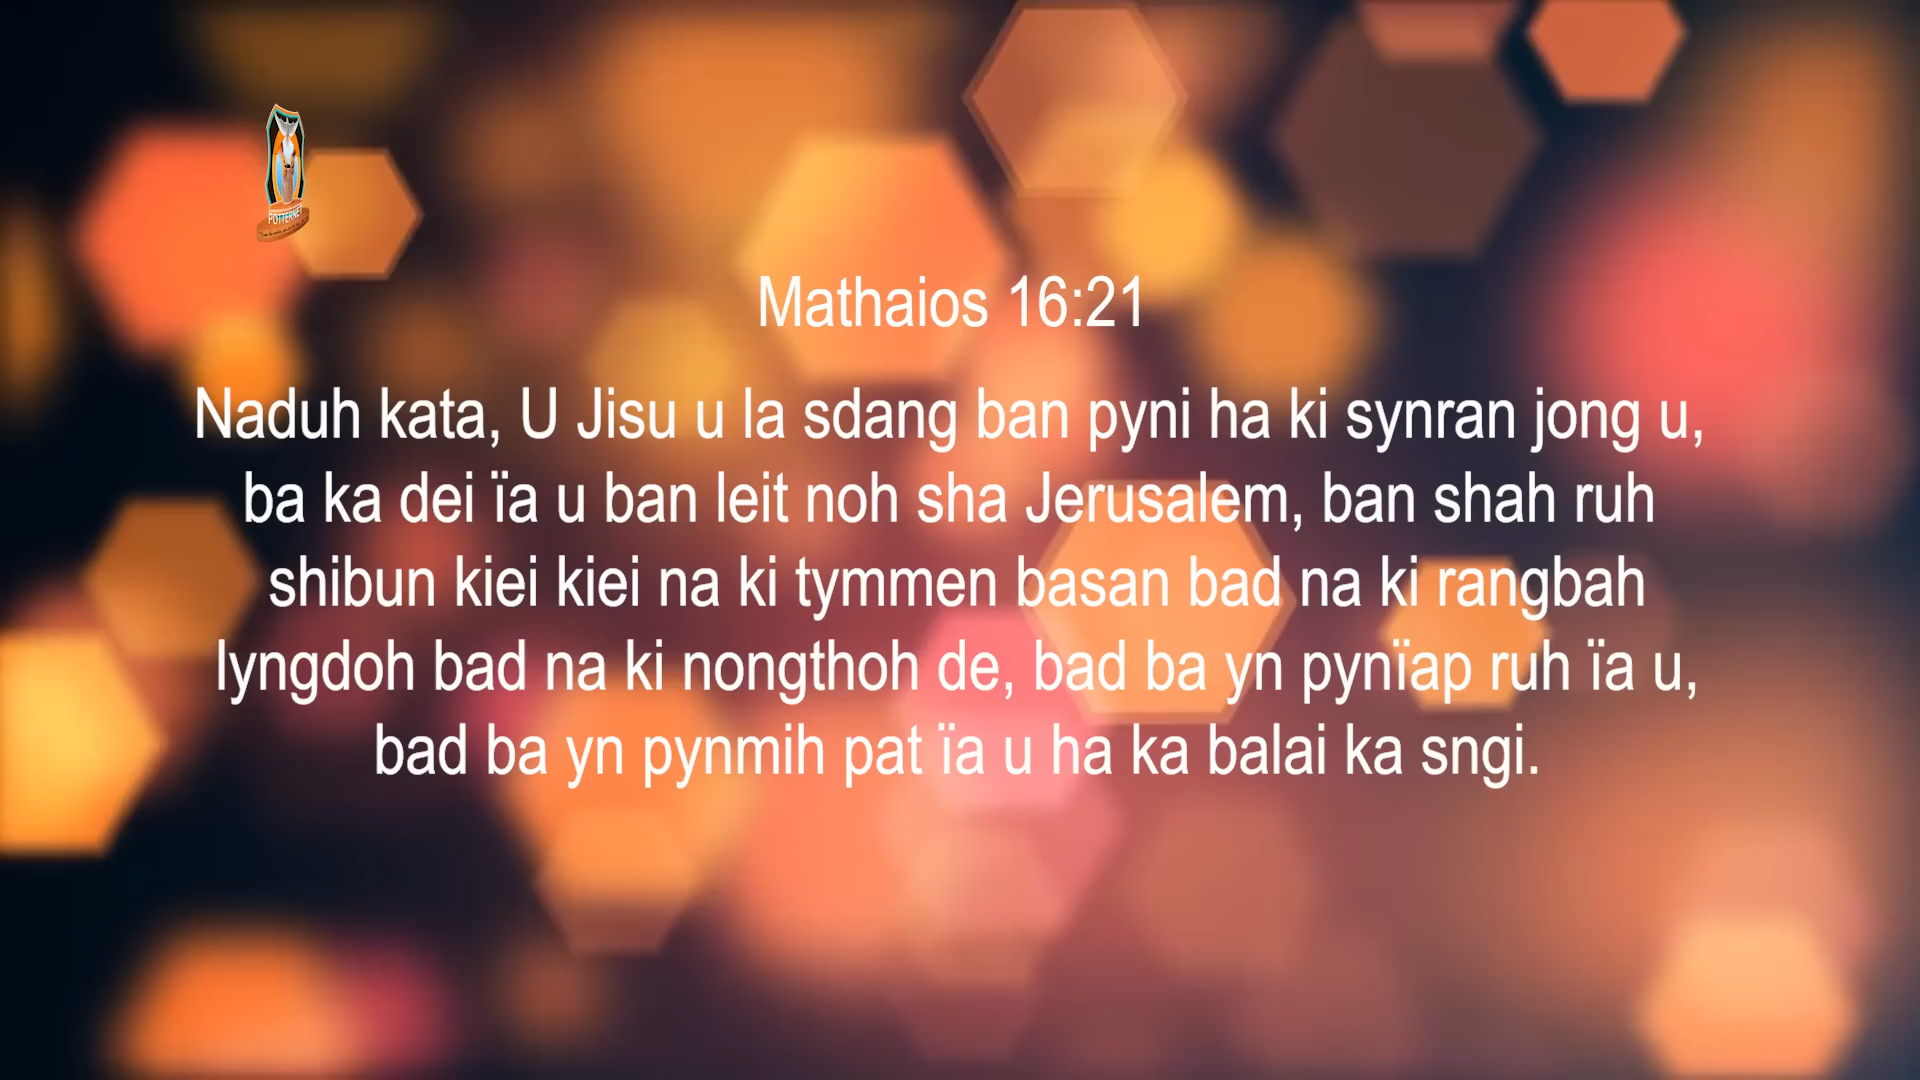 POTTERNET
Mathaios 16:21
Naduh kata, U Jisu u la sdang ban pyni ha ki synran jong u,
ba ka dei ïa u ban leit noh sha Jerusalem, ban shah ruh
shibun kiei kiei na ki tymmen basan bad na ki rangbah
lyngdoh bad na ki nongthoh de, bad ba yn pynïap ruh ïa u,
bad ba yn pynmih pat ïa u ha ka balai ka sngi.